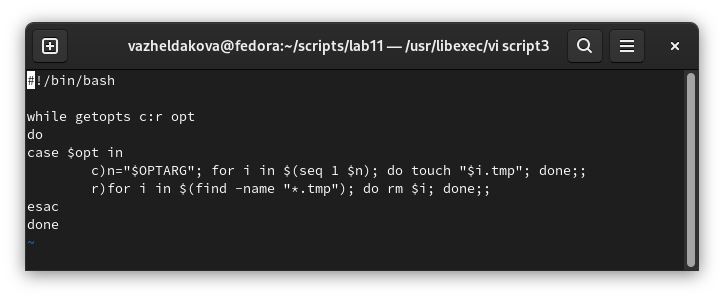 vazheldakova@fedora:~/scripts/lab11 — /usr/libexec/vi script3
#!/bin/bash
while getopts c:r opt
do
case $opt in
c)n="$OPTARG"; for i in $(seq 1 $n); do touch "$i.tmp"; done;;
r)for i in $(find -name "*.tmp"); do rm $i; done;;
esac
done
~